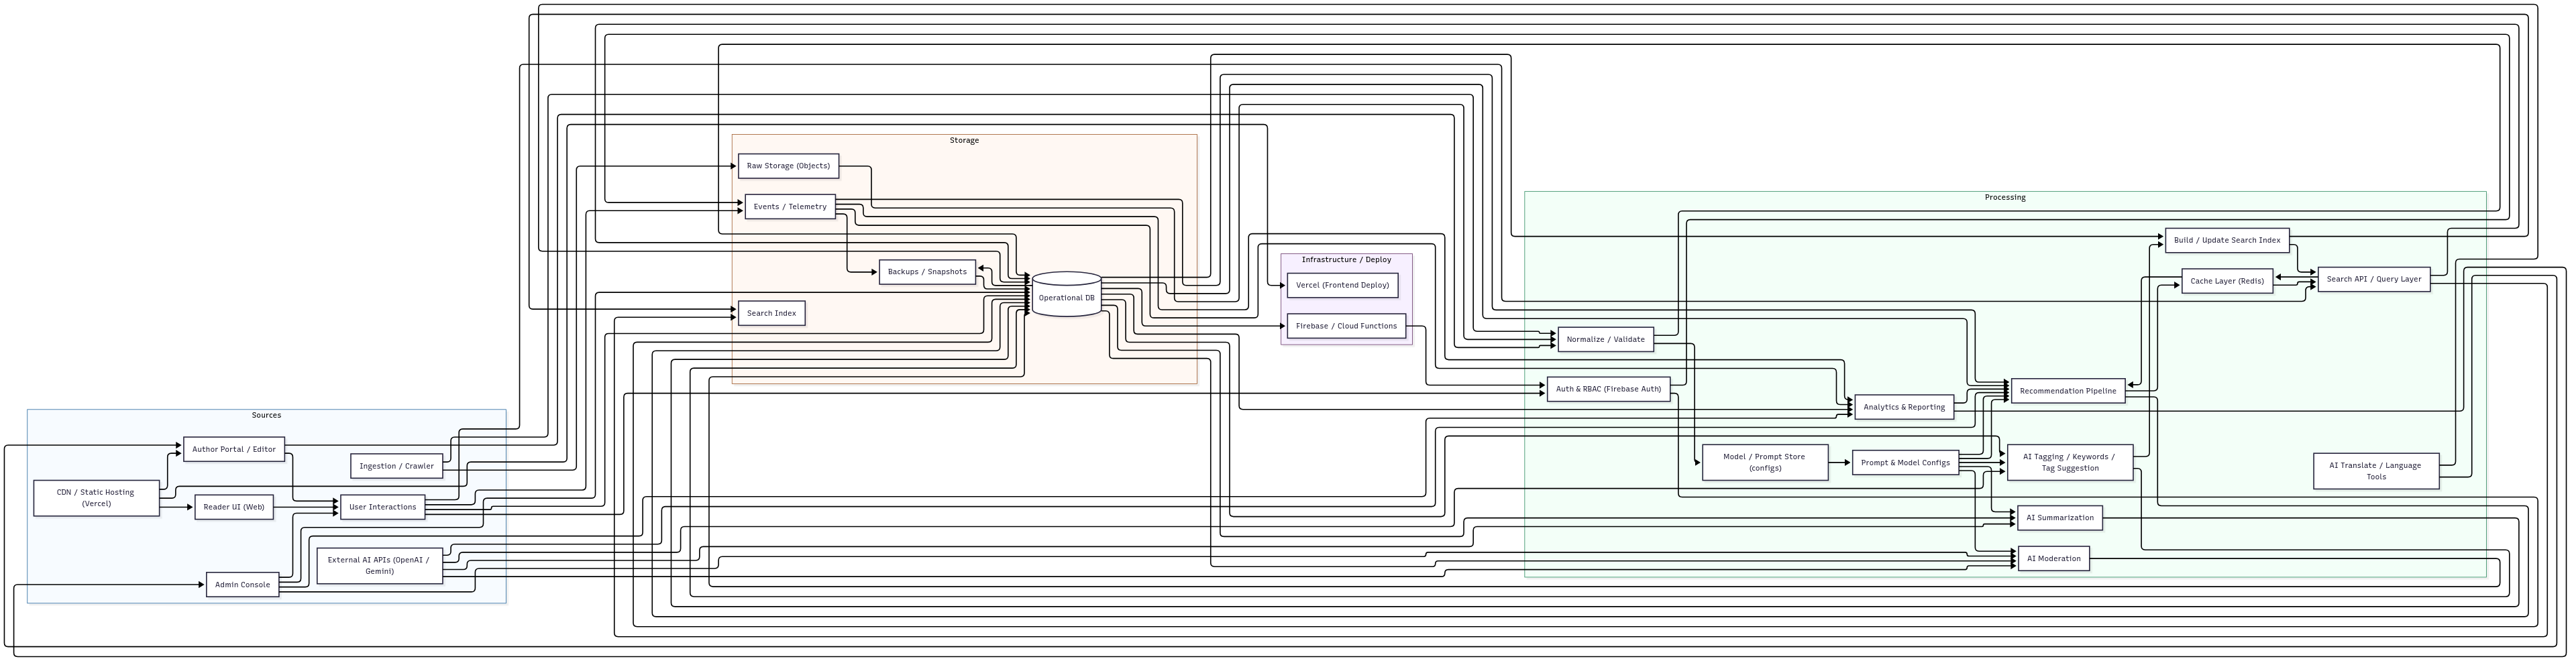 Storage
Raw Storage (Objects)
Events / Telemetry
Backups / Snapshots
Operational DB
Search Index
Infrastructure / Deploy
Vercel (Frontend Deploy)
Firebase / Cloud Functions
Processing
Build / Update Search Index
Cache Layer (Redis)
Search API / Query Layer
Normalize / Validate
Auth & RBAC (Firebase Auth)
Recommendation Pipeline
Analytics & Reporting
Model / Prompt Store
(configs)
Prompt & Model Configs
AI Tagging / Keywords /
Tag Suggestion
AI Translate / Language
Tools
AI Summarization
AI Moderation
Sources
Author Portal / Editor
Ingestion / Crawler
CDN / Static Hosting
(Vercel)
Reader UI (Web)
User Interactions
External AI APIs (OpenAI /
Gemini)
Admin Console